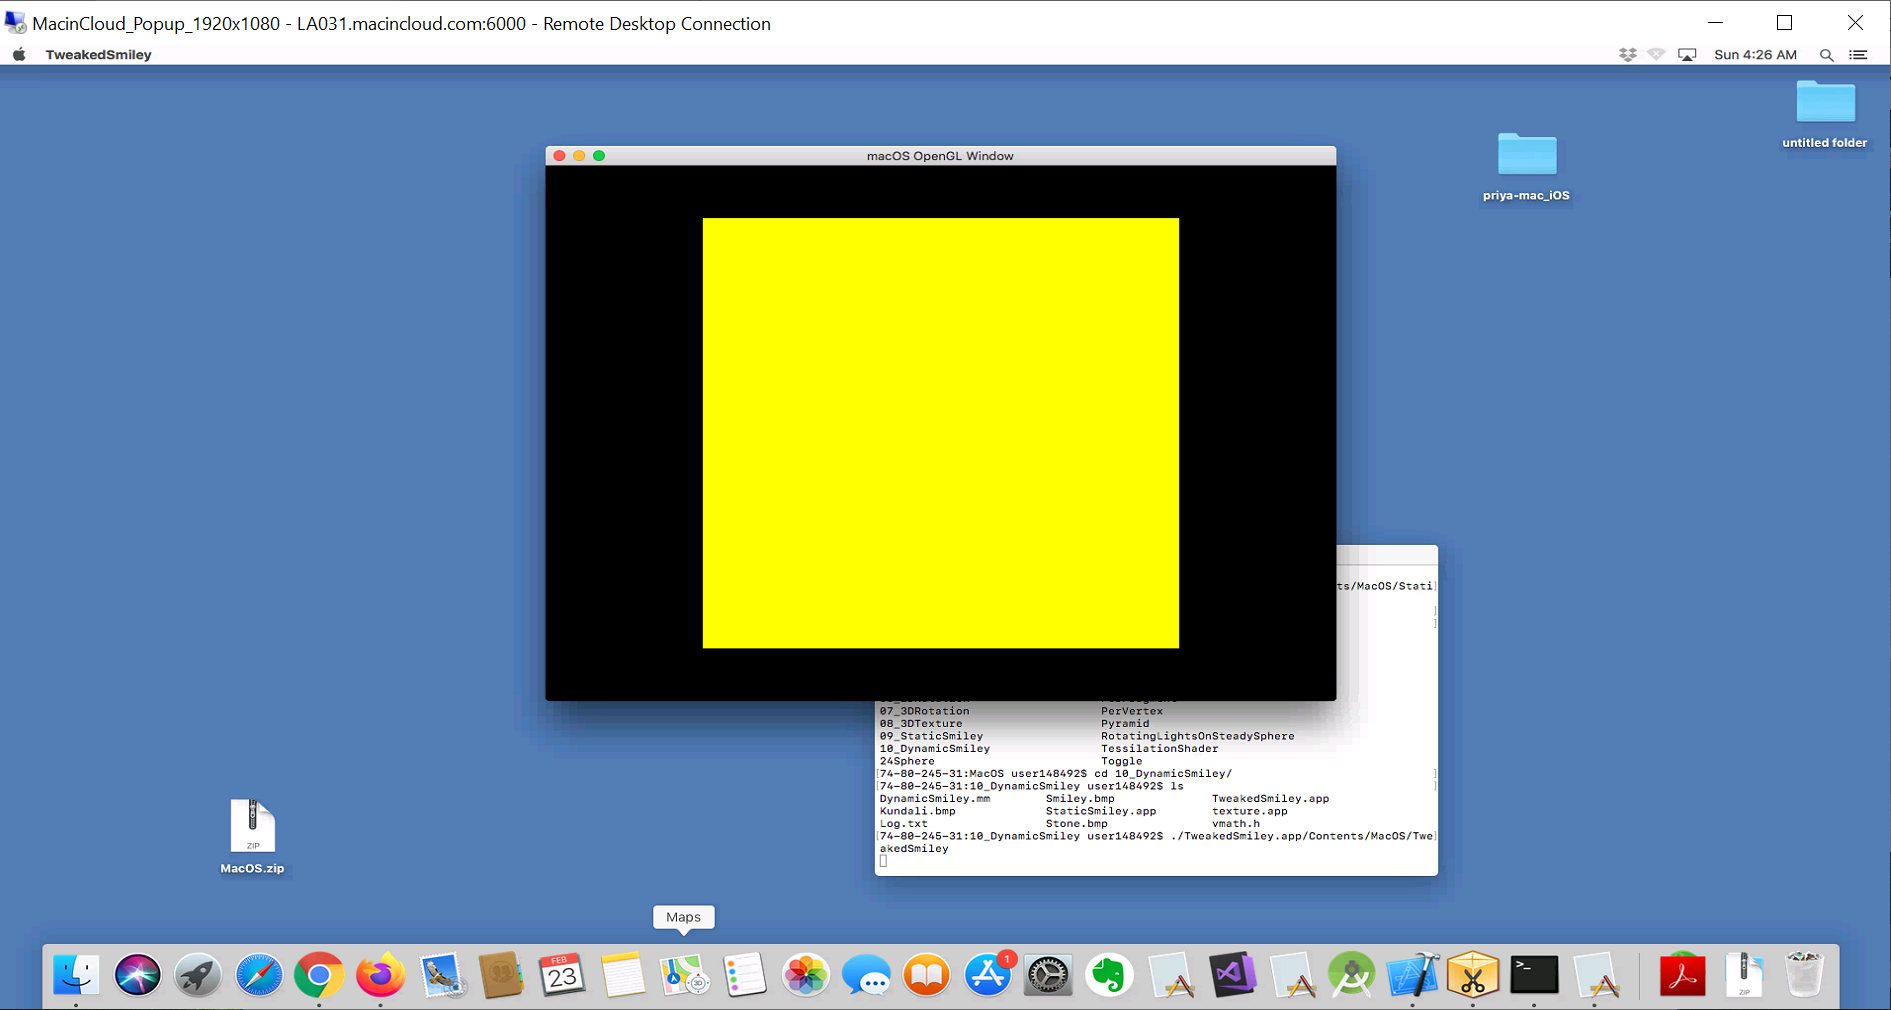 MacinCloud_Popup_1920x1080 - LA031.macincloud.com:6000 - Remote Desktop Connection
TweakedSmiley
Sun 4:26 AM
untitled folder
priya-mac_iOS
macOS OpenGL Window
ts/MacOS/Stati]
]
]
07_3DRotation PerVertex
08_3DTexture Pyramid
09_StaticSmiley RotatingLightsOnSteadySphere
10_DynamicSmiley TessilationShader
24Sphere Toggle
[74-80-245-31:MacOS user148492$ cd 10_DynamicSmiley/ ]
[74-80-245-31:10_DynamicSmiley user148492$ ls ]
DynamicSmiley.mm Smiley.bmp TweakedSmiley.app
Kundali.bmp StaticSmiley.app texture.app
Log.txt Stone.bmp vmath.h
[74-80-245-31:10_DynamicSmiley user148492$ ./TweakedSmiley.app/Contents/MacOS/Twe]
akedSmiley
ZIP
MacOS.zip
Maps
FEB
23
3D
1
>_
ZIP